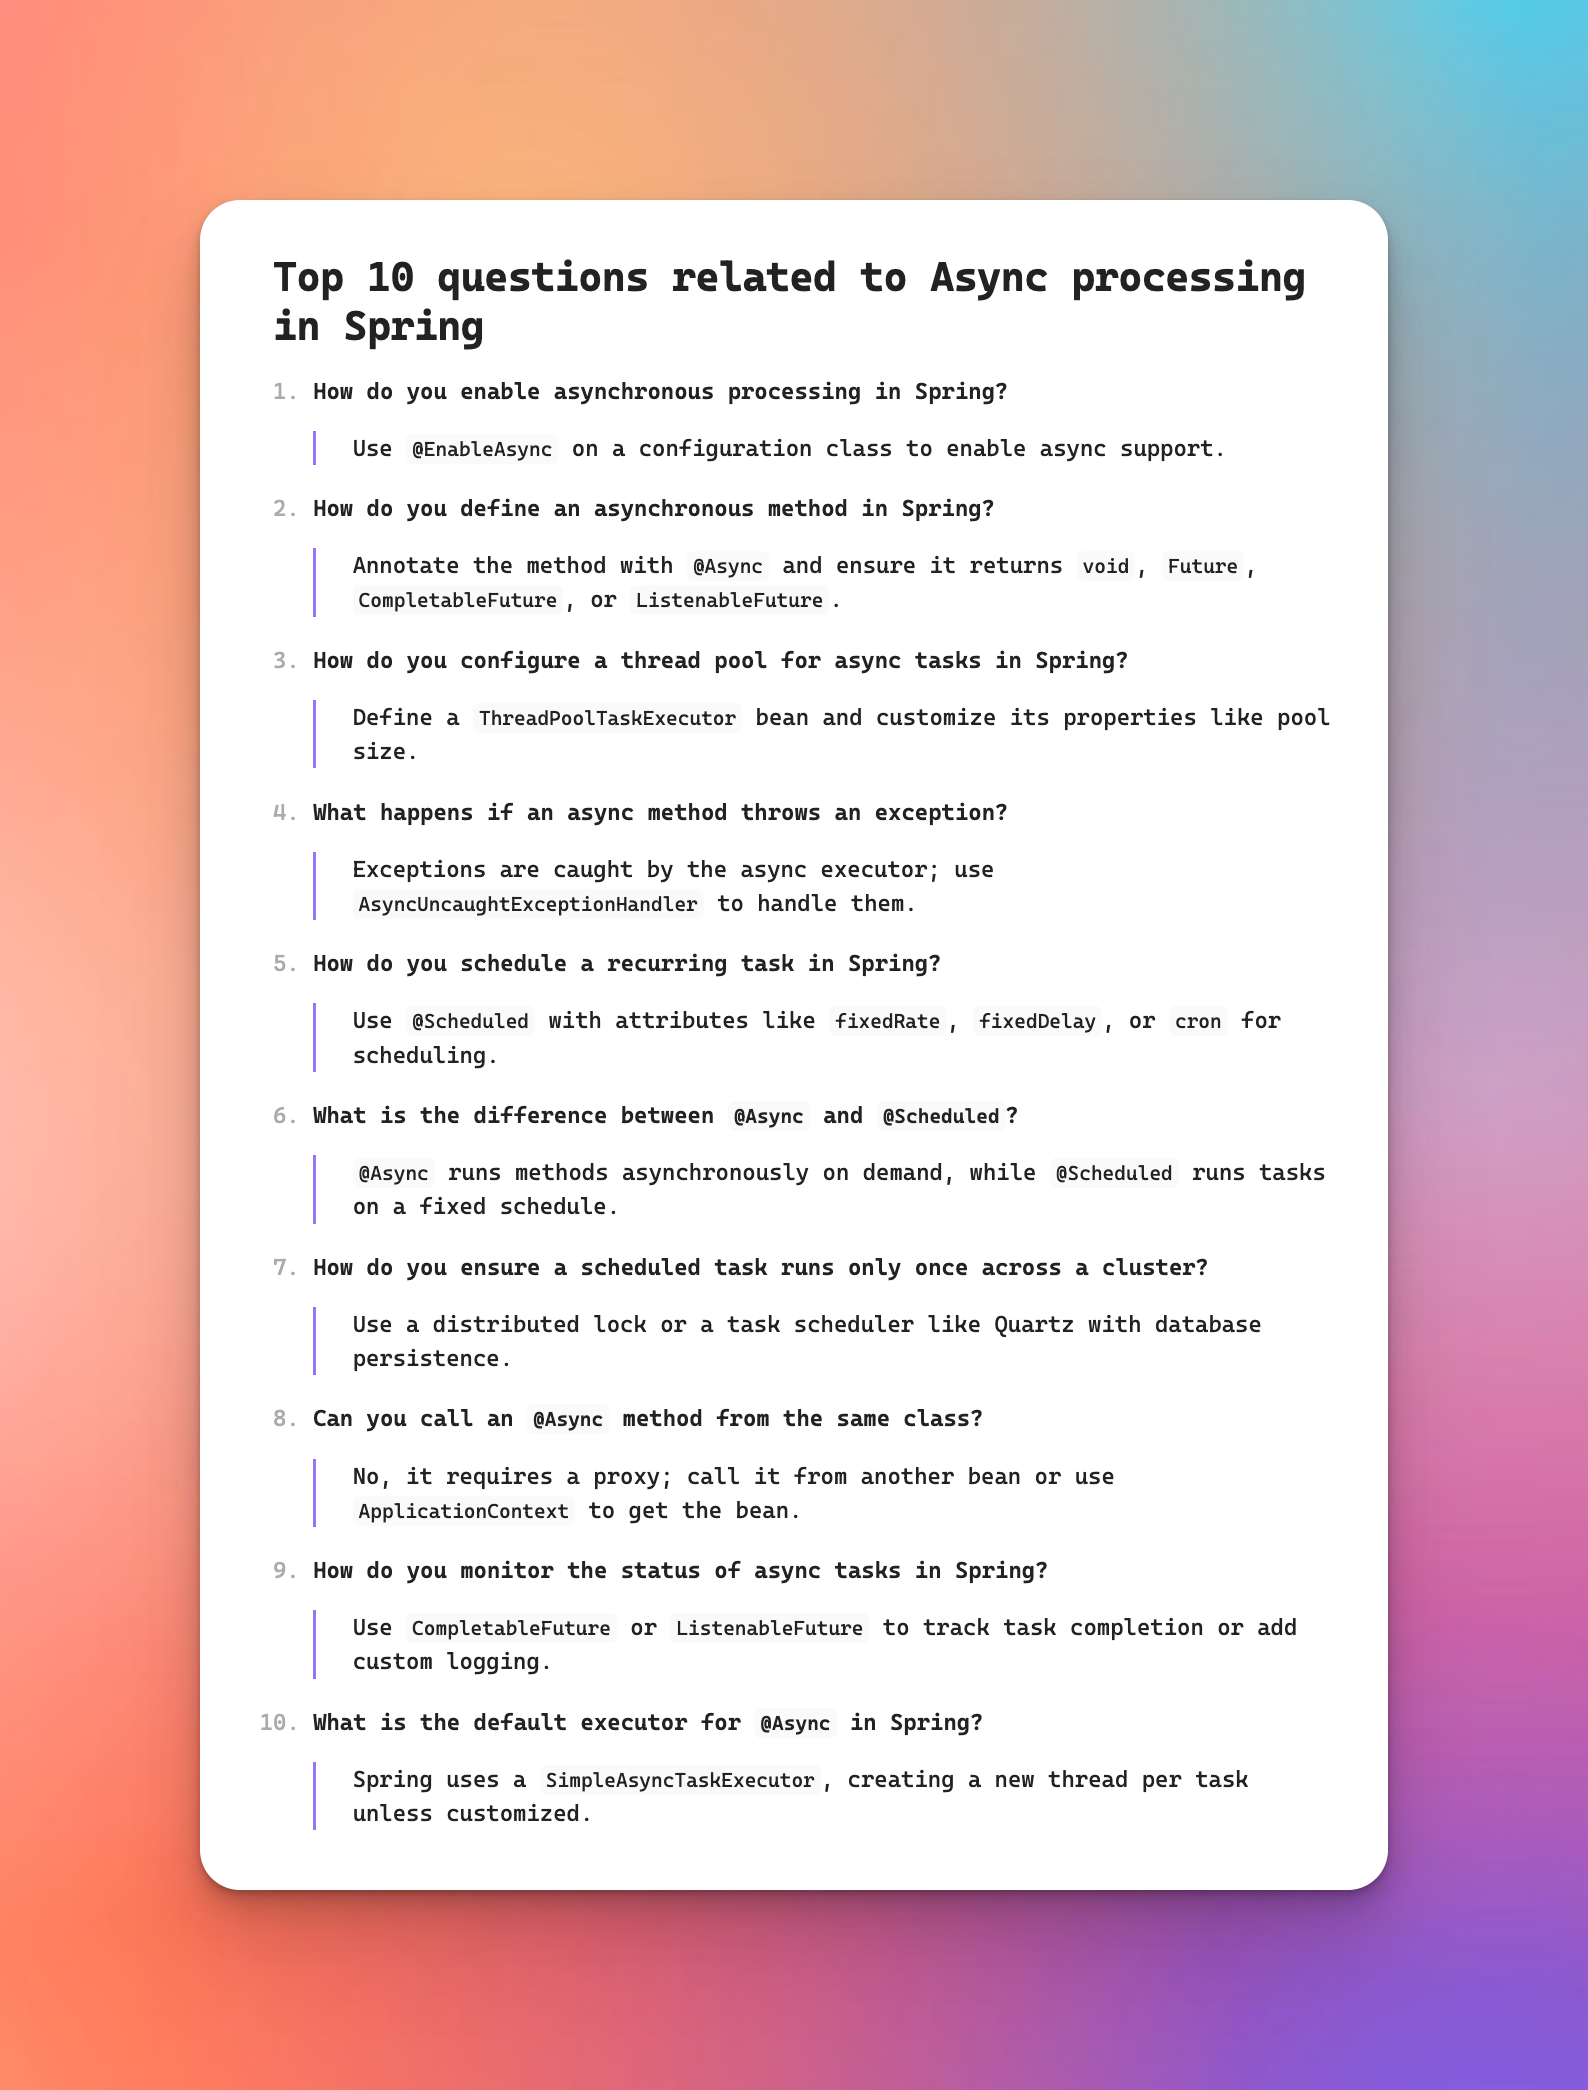 Top 10 questions related to Async processing
in Spring
1. How do you enable asynchronous processing in Spring?
Use @EnableAsync on a configuration class to enable async support.
2. How do you define an asynchronous method in Spring?
Annotate the method with @Async and ensure it returns void, Future,
CompletableFuture, or ListenableFuture.
3. How do you configure a thread pool for async tasks in Spring?
Define a ThreadPoolTaskExecutor bean and customize its properties like pool
size.
4. What happens if an async method throws an exception?
Exceptions are caught by the async executor; use
AsyncUncaughtExceptionHandler to handle them.
5. How do you schedule a recurring task in Spring?
Use @Scheduled with attributes like fixedRate, fixedDelay, or cron for
scheduling.
6. What is the difference between @Async and @Scheduled?
@Async runs methods asynchronously on demand, while @Scheduled runs tasks
on a fixed schedule.
7. How do you ensure a scheduled task runs only once across a cluster?
Use a distributed lock or a task scheduler like Quartz with database
persistence.
8. Can you call an @Async method from the same class?
No, it requires a proxy; call it from another bean or use
ApplicationContext to get the bean.
9. How do you monitor the status of async tasks in Spring?
Use CompletableFuture or ListenableFuture to track task completion or add
custom logging.
10. What is the default executor for @Async in Spring?
Spring uses a SimpleAsyncTaskExecutor, creating a new thread per task
unless customized.